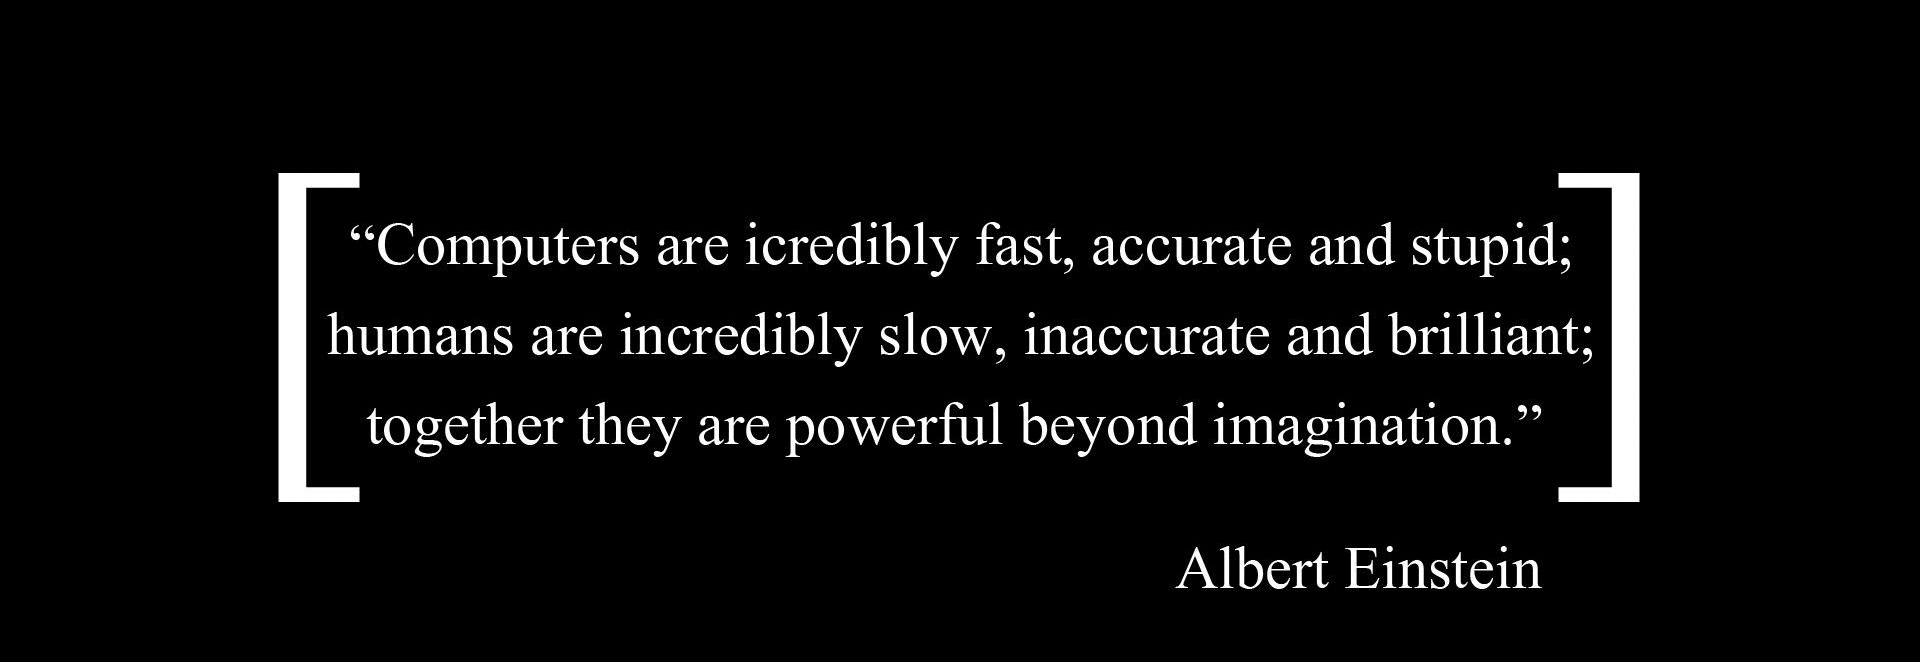 “Computers are icredibly fast, accurate and stupid;
humans are incredibly slow, inaccurate and brilliant;
together they are powerful beyond imagination.”
Albert Einstein